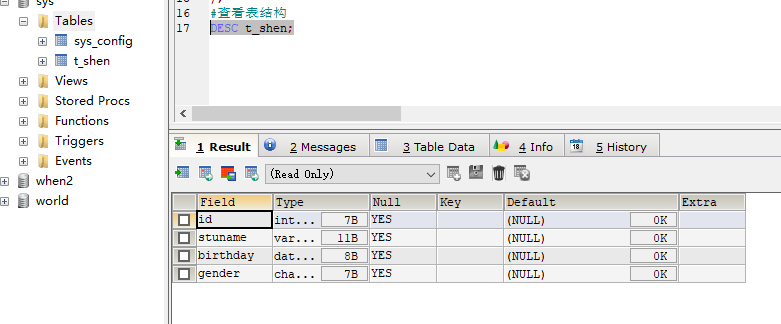 sys
Tables
sys_config
t_shen
Views
Stored Procs
Functions
Triggers
Events
when2
world
16 #查看表结构
17 DESC t_shen;
1 Result 2 Messages 3 Table Data 4 Info 5 History
(Read Only)
Field Type Null Key Default Extra
id int... 7B YES (NULL) 0K
stuname var... 11B YES (NULL) 0K
birthday dat... 8B YES (NULL) 0K
gender cha... 7B YES (NULL) 0K